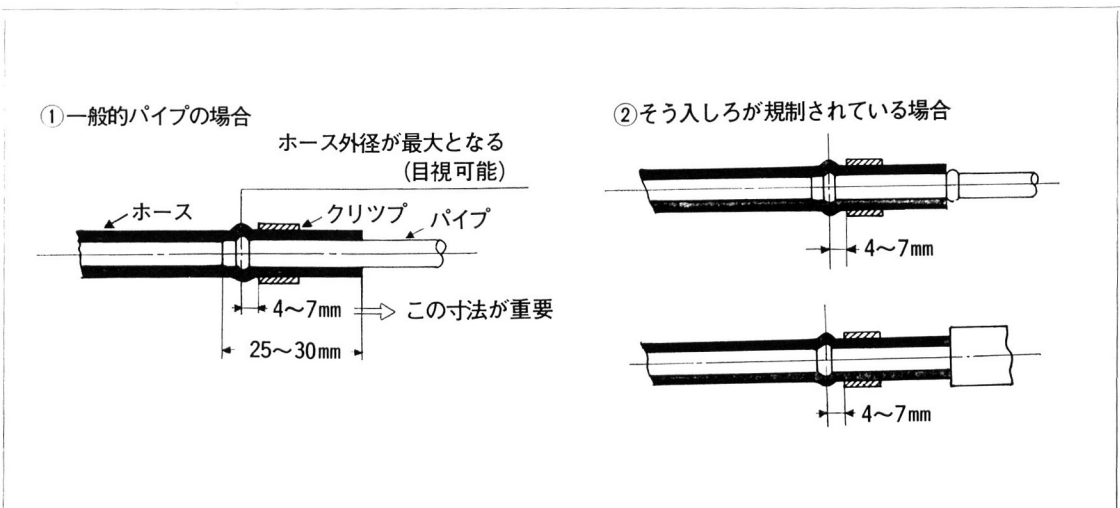 ①一般的パイプの場合
ホース外径が最大となる
(目視可能)
ホース
クリツプ
パイプ
4〜7mm
この寸法が重要
25〜30mm
②そう入しろが規制されている場合
4〜7mm
4〜7mm